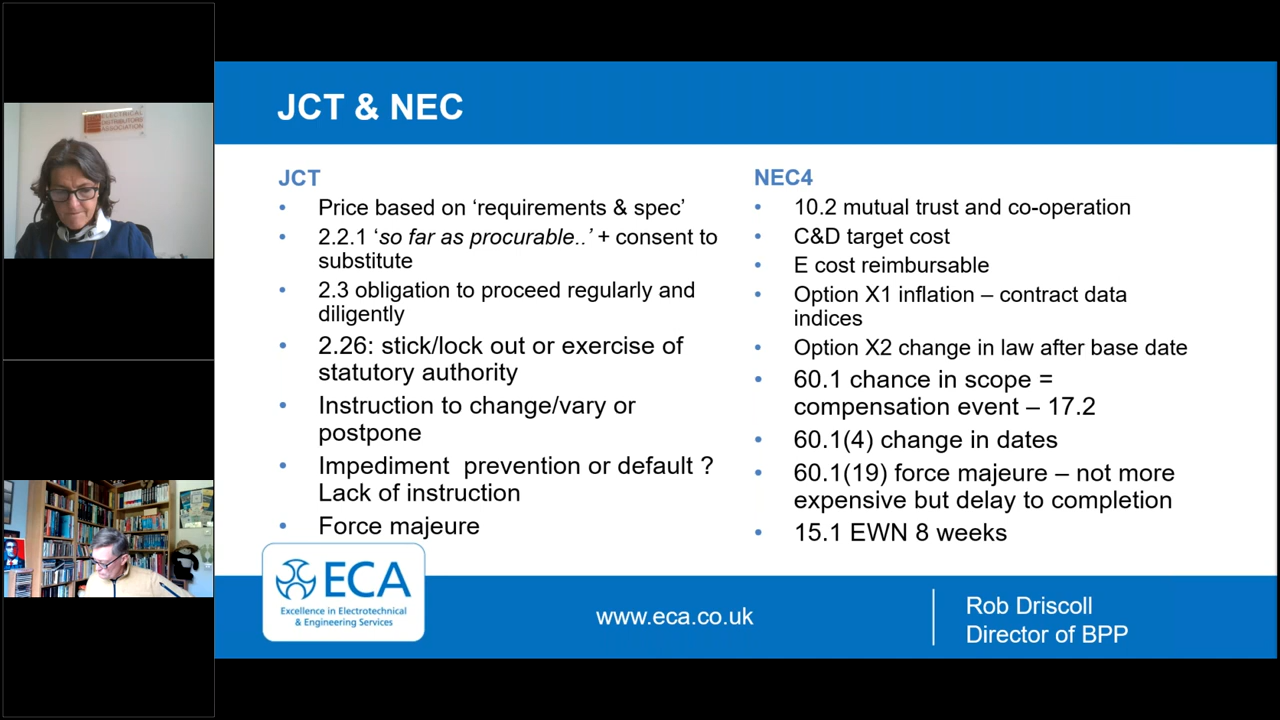 ELECTRICAL
DISTRIBUTORS
ASSOCIATION
JCT & NEC
JCT
• Price based on ‘requirements & spec’
• 2.2.1 ‘so far as procurable..’ + consent to
substitute
• 2.3 obligation to proceed regularly and
diligently
• 2.26: stick/lock out or exercise of
statutory authority
• Instruction to change/vary or
postpone
• Impediment prevention or default ?
Lack of instruction
• Force majeure
NEC4
• 10.2 mutual trust and co-operation
• C&D target cost
• E cost reimbursable
• Option X1 inflation – contract data
indices
• Option X2 change in law after base date
• 60.1 chance in scope =
compensation event – 17.2
• 60.1(4) change in dates
• 60.1(19) force majeure – not more
expensive but delay to completion
• 15.1 EWN 8 weeks
ECA
Excellence in Electrotechnical
& Engineering Services
www.eca.co.uk
Rob Driscoll
Director of BPP